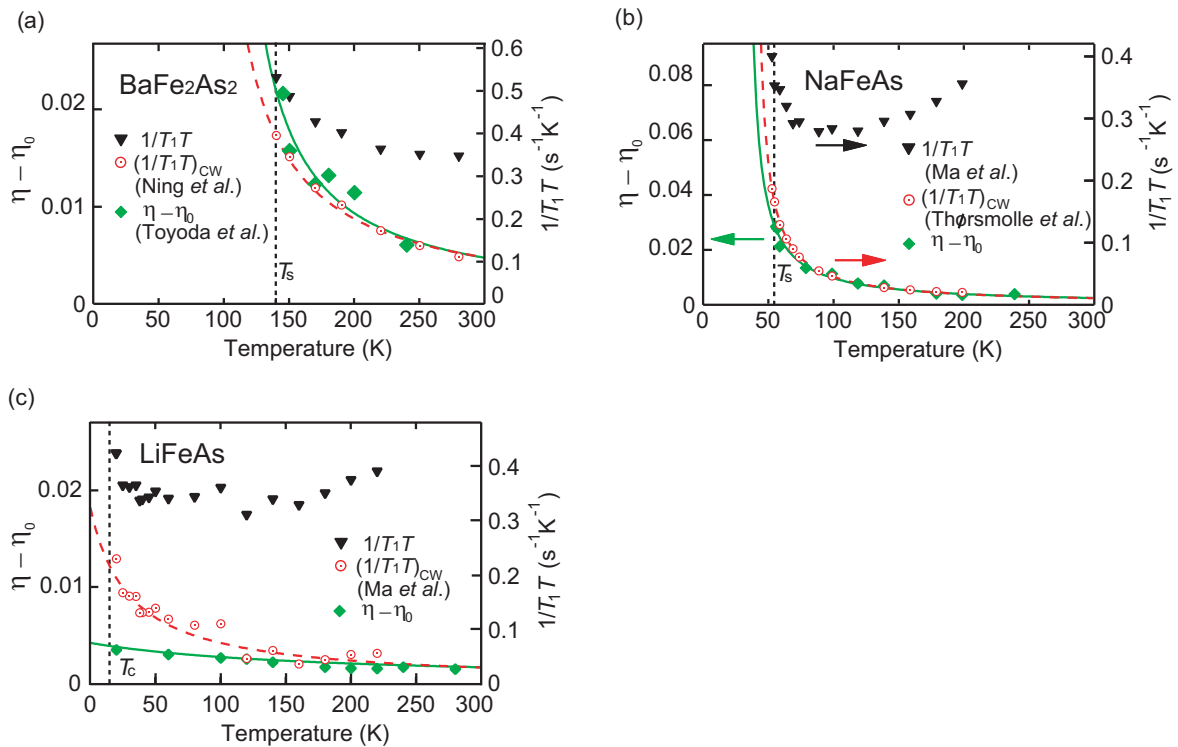 (a)
BaFe2As2
η − η0
0.02
0.01
0
1/T1T
(1/T1T)CW
(Ning et al.)
η − η0
(Toyoda et al.)
Ts
0 50 100 150 200 250 300
Temperature (K)
0.6
0.5
0.4
0.3
0.2
0.1
0
1/T1T (s-1K-1)
(b)
NaFeAs
η − η0
0.08
0.06
0.04
0.02
0
1/T1T
(Ma et al.)
(1/T1T)CW
(Thørsmolle et al.)
η − η0
Ts
0 50 100 150 200 250 300
Temperature (K)
0.4
0.3
0.2
0.1
0
1/T1T (s-1K-1)
(c)
LiFeAs
η − η0
0.02
0.01
0
1/T1T
(1/T1T)CW
(Ma et al.)
η − η0
Tc
0 50 100 150 200 250 300
Temperature (K)
0.4
0.3
0.2
0.1
0
1/T1T (s-1K-1)